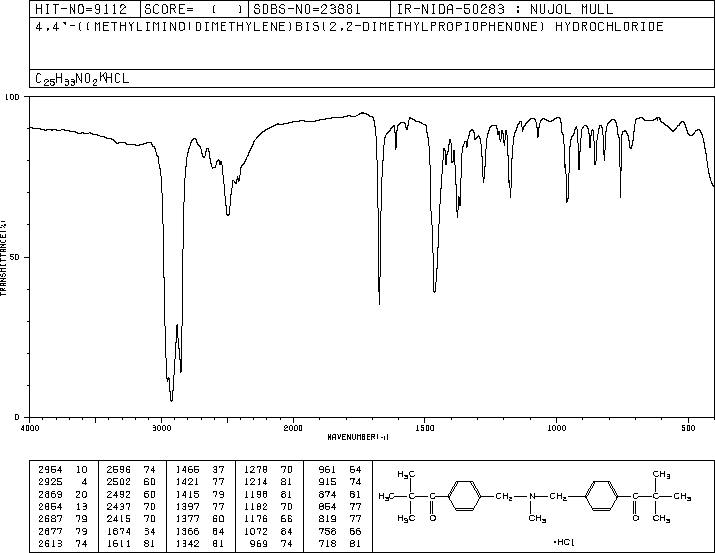 HIT-NO=9112 SCORE= ( ) SDBS-NO=23881 IR-NIDA-50283 : NUJOL MULL
4,4'-((METHYLIMINO)DIMETHYLENE)BIS(2,2-DIMETHYLPROPIOPHENONE) HYDROCHLORIDE
C25H33NO2·HCL
100
50
0
TRANSMITTANCE(%)
4000 3000 2000 1500 1000 500
WAVENUMBER(-1)
2954 10 2596 74 1466 37 1278 70 961 64
2925 4 2502 60 1421 77 1214 81 915 74
2869 20 2492 60 1415 79 1198 81 874 81
2854 13 2437 70 1397 77 1182 70 854 77
2687 79 2415 70 1377 60 1176 66 819 77
2677 79 1674 34 1366 64 1072 84 756 66
2613 74 1611 81 1342 81 969 74 718 81
CH3 CH3
H3C C C CH2 N CH2 C C CH3
CH3 O CH3 O CH3
·HCl